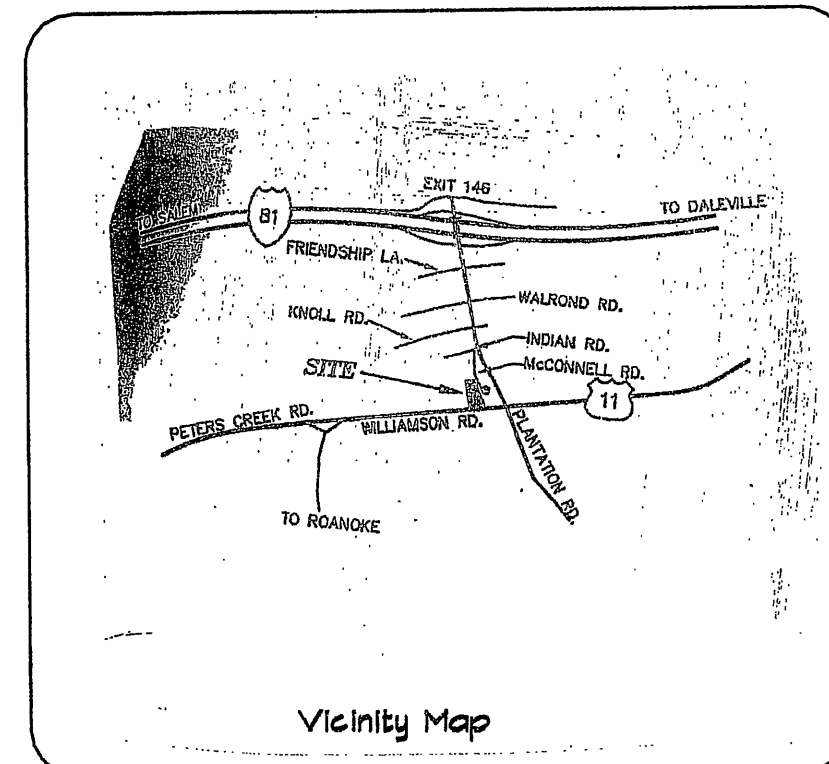 EXIT 146
TO SALEM
81
TO DALEVILLE
FRIENDSHIP LA.
WALROND RD.
KNOLL RD.
INDIAN RD.
SITE
McCONNELL RD.
11
PETERS CREEK RD.
WILLIAMSON RD.
PLANTATION RD.
TO ROANOKE
Vicinity Map